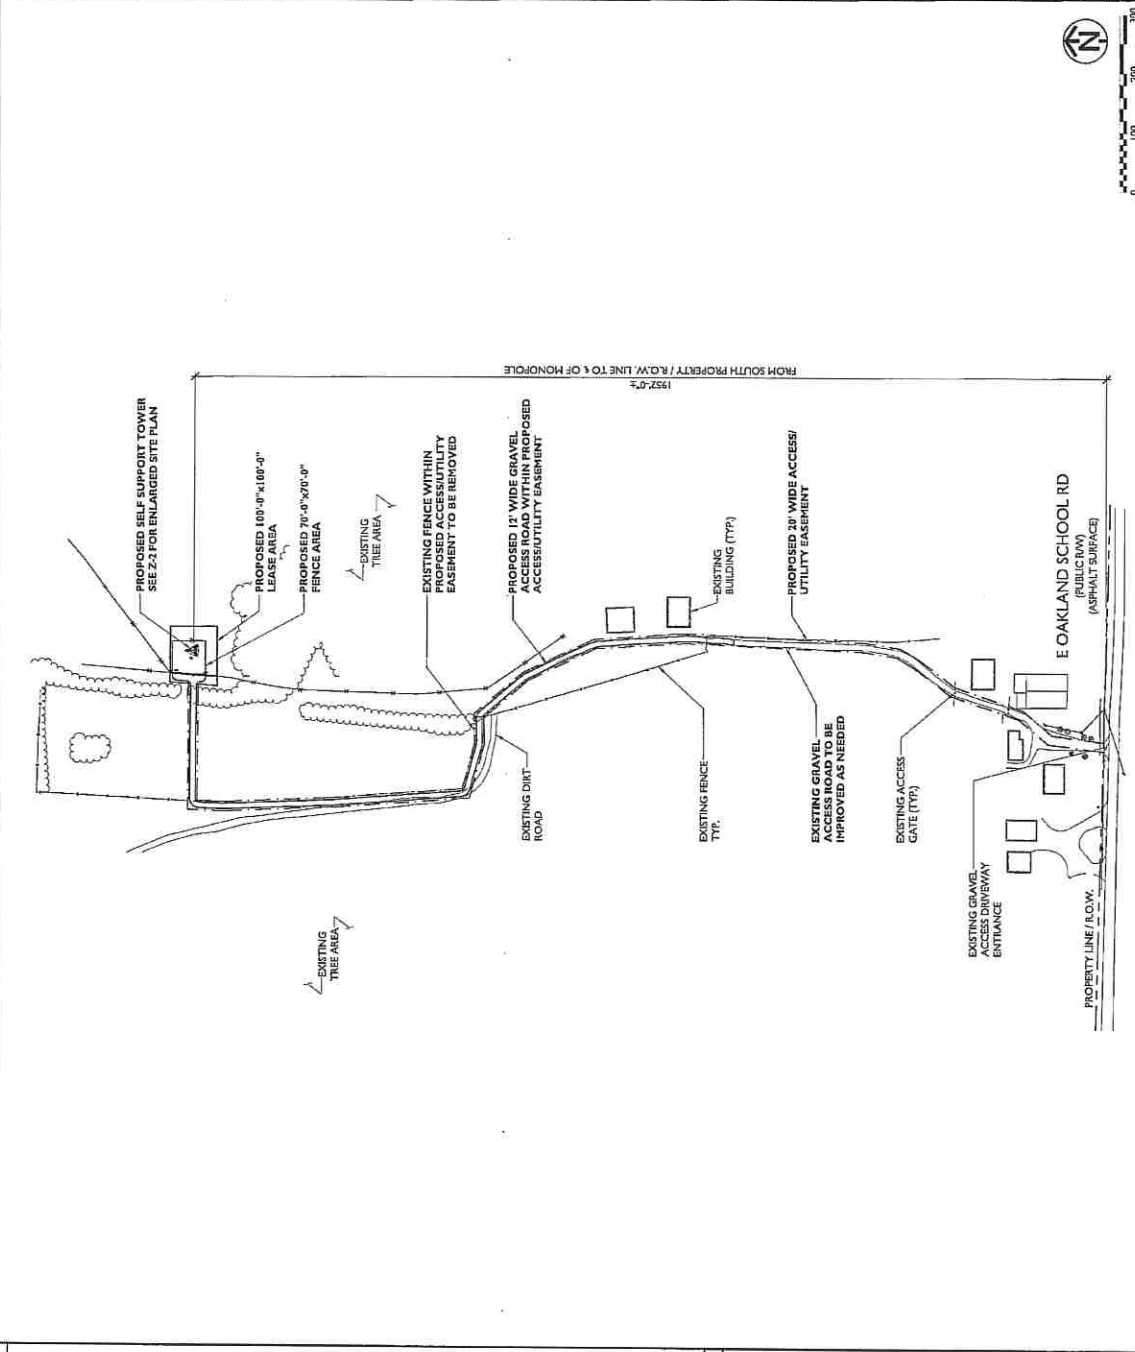 N
0
100
200
300
PROPOSED SELF SUPPORT TOWER
SEE Z-2 FOR ENLARGED SITE PLAN
PROPOSED 100'-0"x100'-0"
LEASE AREA
PROPOSED 70'-0"x70'-0"
FENCE AREA
EXISTING
TREE AREA
EXISTING FENCE WITHIN
PROPOSED ACCESS/UTILITY
EASEMENT TO BE REMOVED
PROPOSED 12' WIDE GRAVEL
ACCESS ROAD WITHIN PROPOSED
ACCESS/UTILITY EASEMENT
1952'-0"±
FROM SOUTH PROPERTY / R.O.W. LINE TO ℄ OF MONOPOLE
EXISTING
BUILDING (TYP.)
PROPOSED 20' WIDE ACCESS/
UTILITY EASEMENT
E OAKLAND SCHOOL RD
(PUBLIC R/W)
(ASPHALT SURFACE)
EXISTING
TREE AREA
EXISTING DIRT
ROAD
EXISTING FENCE
TYP.
EXISTING GRAVEL
ACCESS ROAD TO BE
IMPROVED AS NEEDED
EXISTING ACCESS
GATE (TYP.)
EXISTING GRAVEL
ACCESS DRIVEWAY
ENTRANCE
PROPERTY LINE / R.O.W.